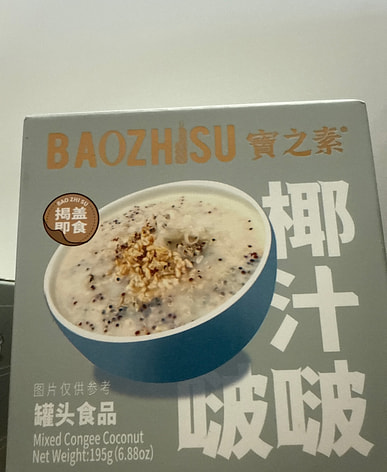 BAOZHISU 寶之素®
BAO ZHI SU
揭盖
即食
椰汁
啵啵
图片仅供参考
罐头食品
Mixed Congee Coconut
Net Weight:195g(6.88oz)